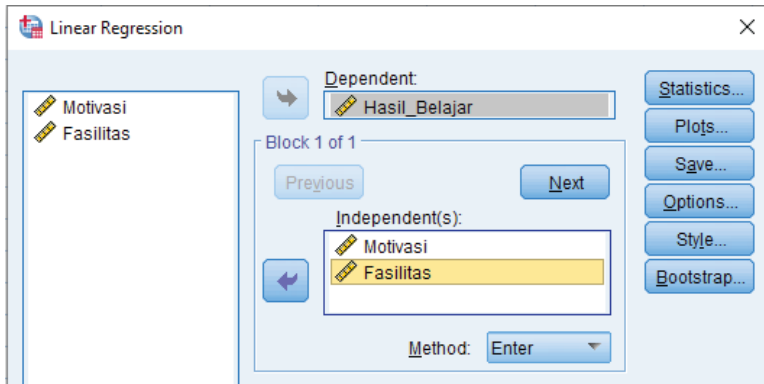 Linear Regression
Motivasi
Fasilitas
Dependent:
Hasil_Belajar
Block 1 of 1
Previous
Next
Independent(s):
Motivasi
Fasilitas
Method:
Enter
Statistics...
Plots...
Save...
Options...
Style...
Bootstrap...